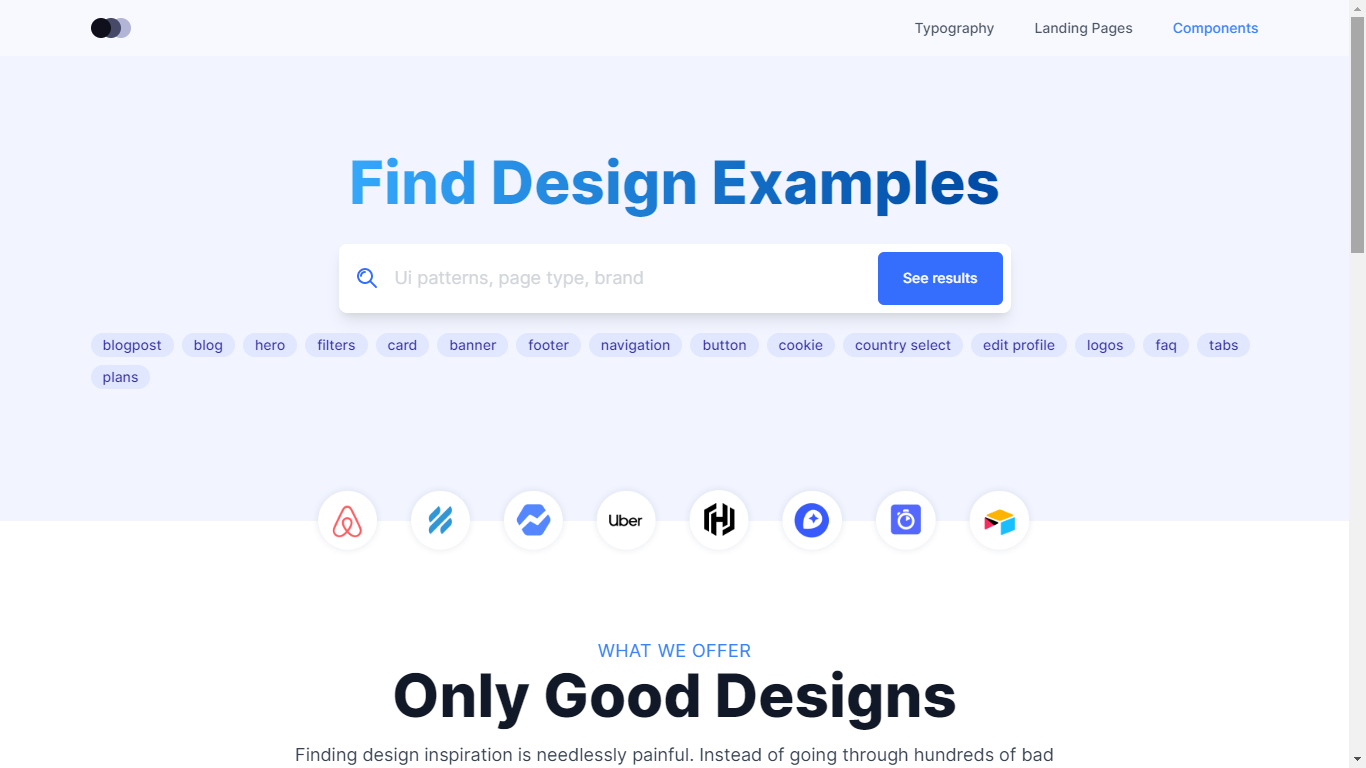 Typography Landing Pages Components
Find Design Examples
Ui patterns, page type, brand See results
blogpost blog hero filters card banner footer navigation button cookie country select edit profile logos faq tabs
plans
Uber
WHAT WE OFFER
Only Good Designs
Finding design inspiration is needlessly painful. Instead of going through hundreds of bad